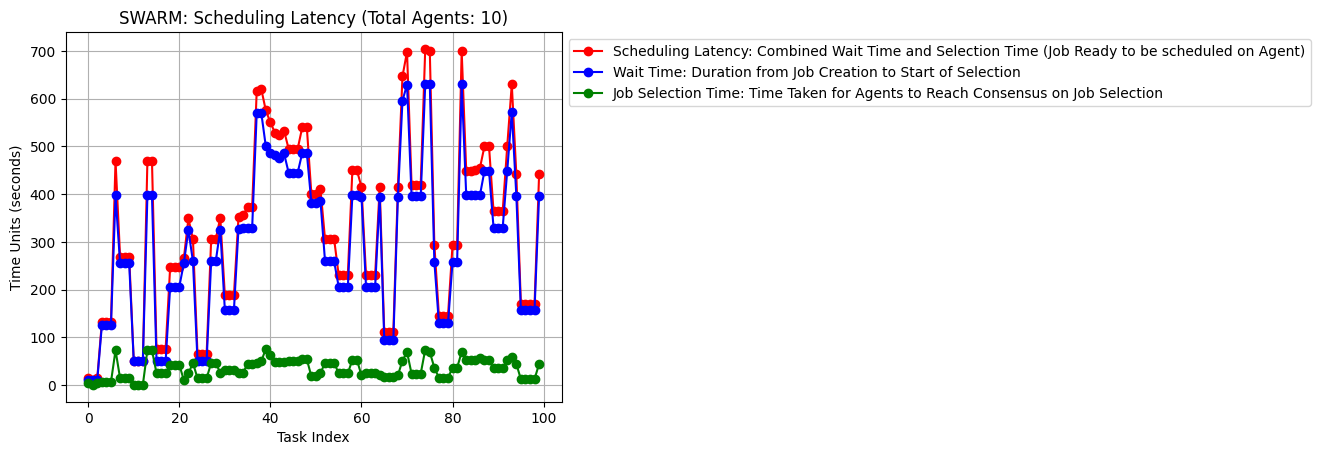 SWARM: Scheduling Latency (Total Agents: 10)
Time Units (seconds)
700
600
500
400
300
200
100
0
0 20 40 60 80 100
Task Index
Scheduling Latency: Combined Wait Time and Selection Time (Job Ready to be scheduled on Agent)
Wait Time: Duration from Job Creation to Start of Selection
Job Selection Time: Time Taken for Agents to Reach Consensus on Job Selection